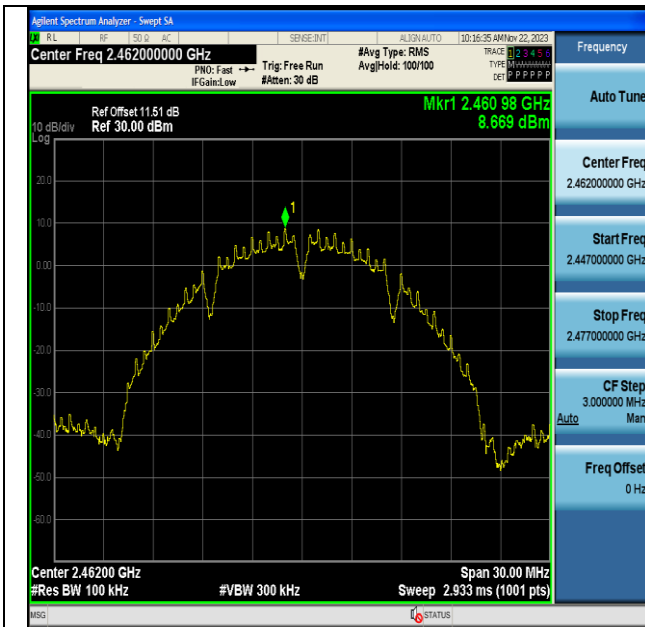 Agilent Spectrum Analyzer - Swept SA
LXI RL RF 50 Ω AC SENSE:INT ALIGN AUTO 10:16:35 AM Nov 22, 2023
Center Freq 2.462000000 GHz
PNO: Fast
IFGain:Low
Trig: Free Run
#Atten: 30 dB
#Avg Type: RMS
Avg|Hold: 100/100
TRACE 1 2 3 4 5 6
TYPE M
DET P P P P P P
Mkr1 2.460 98 GHz
8.669 dBm
Ref Offset 11.51 dB
10 dB/div Ref 30.00 dBm
Log
1
20.0
10.0
0.00
-10.0
-20.0
-30.0
-40.0
-50.0
-60.0
Center 2.46200 GHz Span 30.00 MHz
#Res BW 100 kHz #VBW 300 kHz Sweep 2.933 ms (1001 pts)
MSG STATUS
Frequency
Auto Tune
Center Freq
2.462000000 GHz
Start Freq
2.447000000 GHz
Stop Freq
2.477000000 GHz
CF Step
3.000000 MHz
Auto Man
Freq Offset
0 Hz